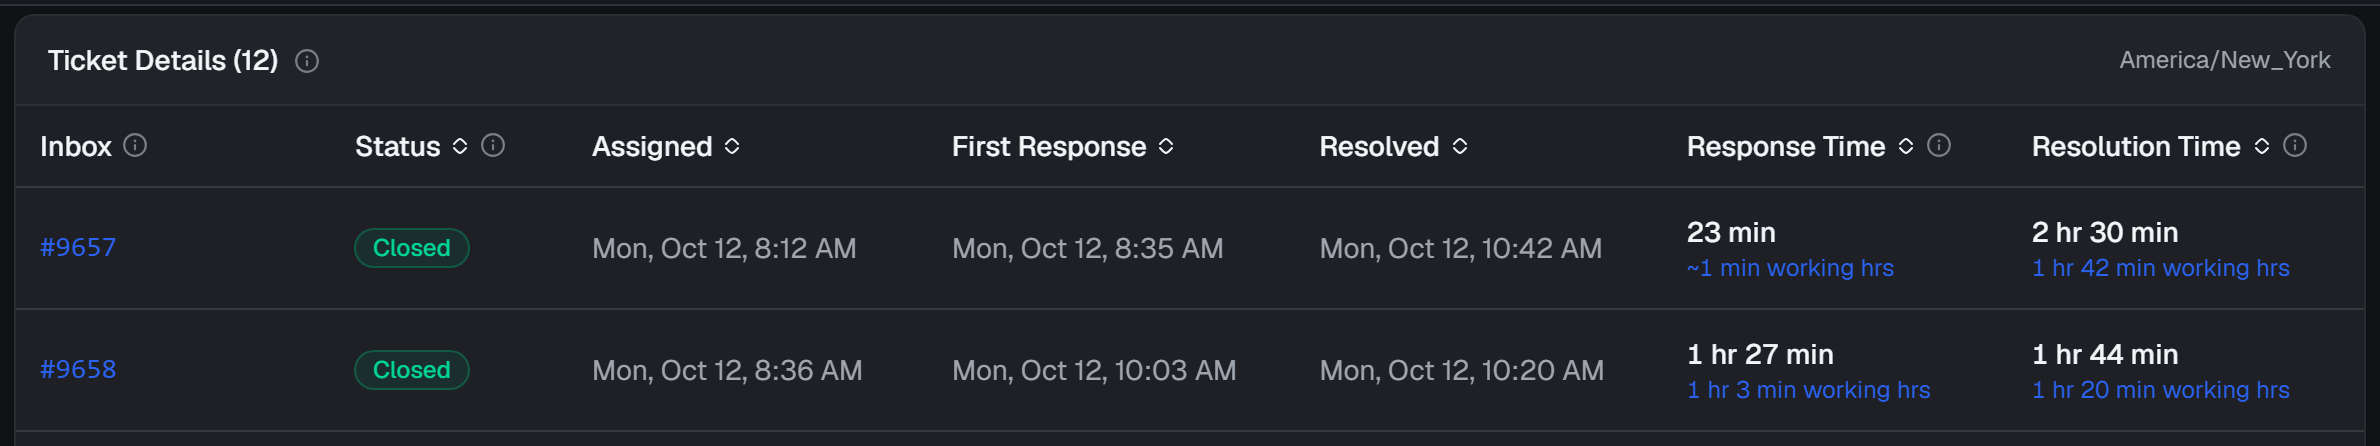 Ticket Details (12)
America/New_York
Inbox Status Assigned First Response Resolved Response Time Resolution Time
#9657 Closed Mon, Oct 12, 8:12 AM Mon, Oct 12, 8:35 AM Mon, Oct 12, 10:42 AM 23 min 2 hr 30 min
~1 min working hrs 1 hr 42 min working hrs
#9658 Closed Mon, Oct 12, 8:36 AM Mon, Oct 12, 10:03 AM Mon, Oct 12, 10:20 AM 1 hr 27 min 1 hr 44 min
1 hr 3 min working hrs 1 hr 20 min working hrs